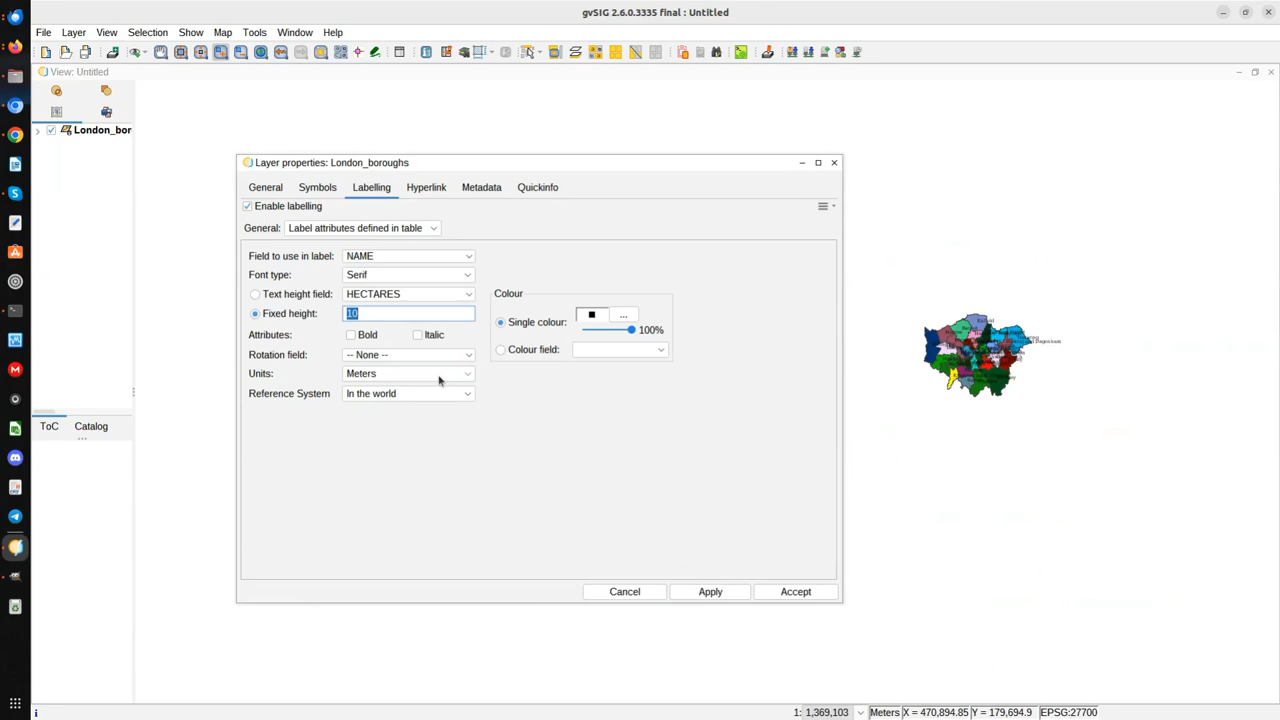 gvSIG 2.6.0.3335 final : Untitled
File Layer View Selection Show Map Tools Window Help
View: Untitled
London_bor
Layer properties: London_boroughs
General Symbols Labelling Hyperlink Metadata Quickinfo
Enable labelling
General: Label attributes defined in table
Field to use in label: NAME
Font type: Serif
Text height field: HECTARES
Colour
Fixed height: 10
Single colour: ...
100%
Attributes: Bold Italic
Colour field:
Rotation field: -- None --
Units: Meters
Reference System In the world
ToC Catalog
Cancel Apply Accept
1: 1,369,103 Meters X = 470,894.85 Y = 179,694.9 EPSG:27700